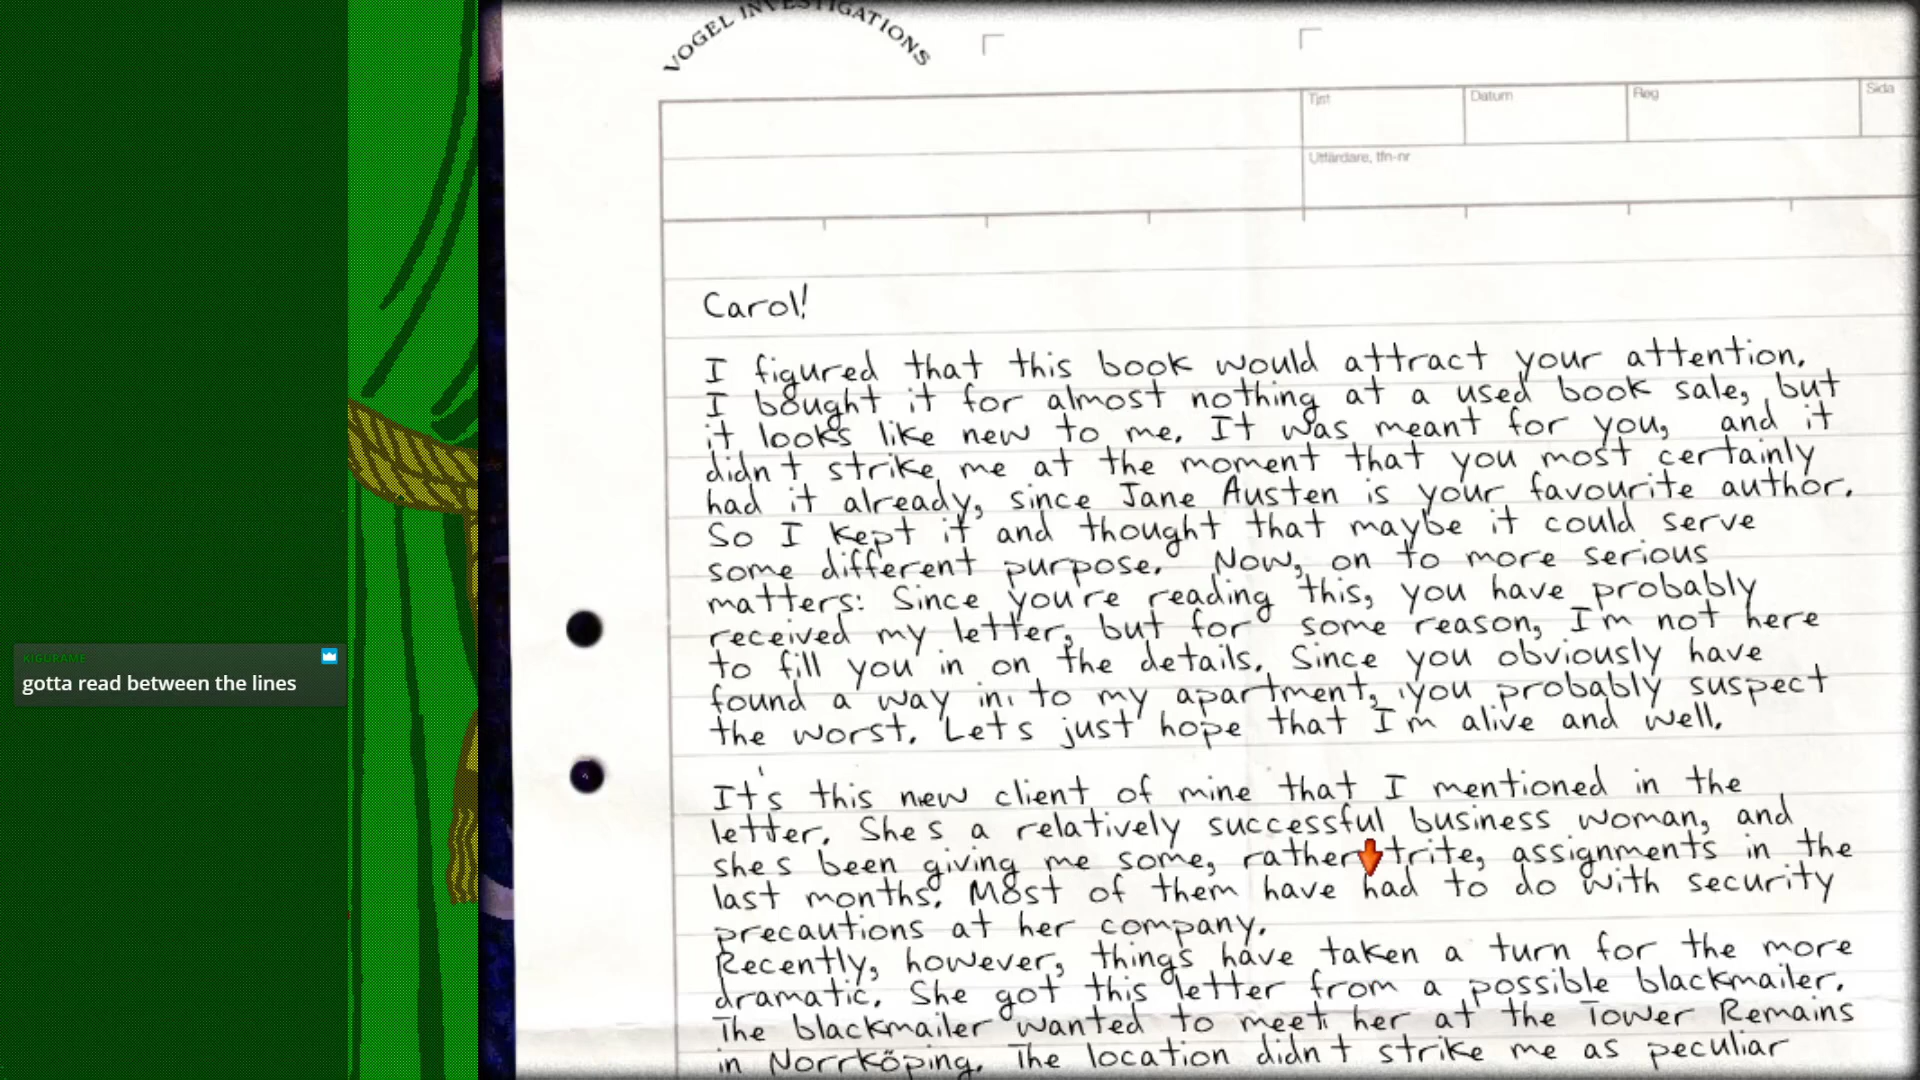 VOGEL INVESTIGATIONS
Tjst
Datum
Reg
Sida
Utfärdare, tfn-nr
Carol!
I figured that this book would attract your attention.
I bought it for almost nothing at a used book sale, but
it looks like new to me. It was meant for you, and it
didn't strike me at the moment that you most certainly
had it already, since Jane Austen is your favourite author.
So I kept it and thought that maybe it could serve
some different purpose. Now, on to more serious
matters: Since you're reading this, you have probably
received my letter, but for some reason, I'm not here
to fill you in on the details. Since you obviously have
found a way in to my apartment, you probably suspect
the worst. Let's just hope that I'm alive and well.
It's this new client of mine that I mentioned in the
letter. She's a relatively successful business woman, and
she's been giving me some, rather trite, assignments in the
last months. Most of them have had to do with security
precautions at her company.
Recently, however, things have taken a turn for the more
dramatic. She got this letter from a possible blackmailer.
The blackmailer wanted to meet her at the Tower Remains
in Norrköping. The location didn't strike me as peculiar
KIGURAME
gotta read between the lines